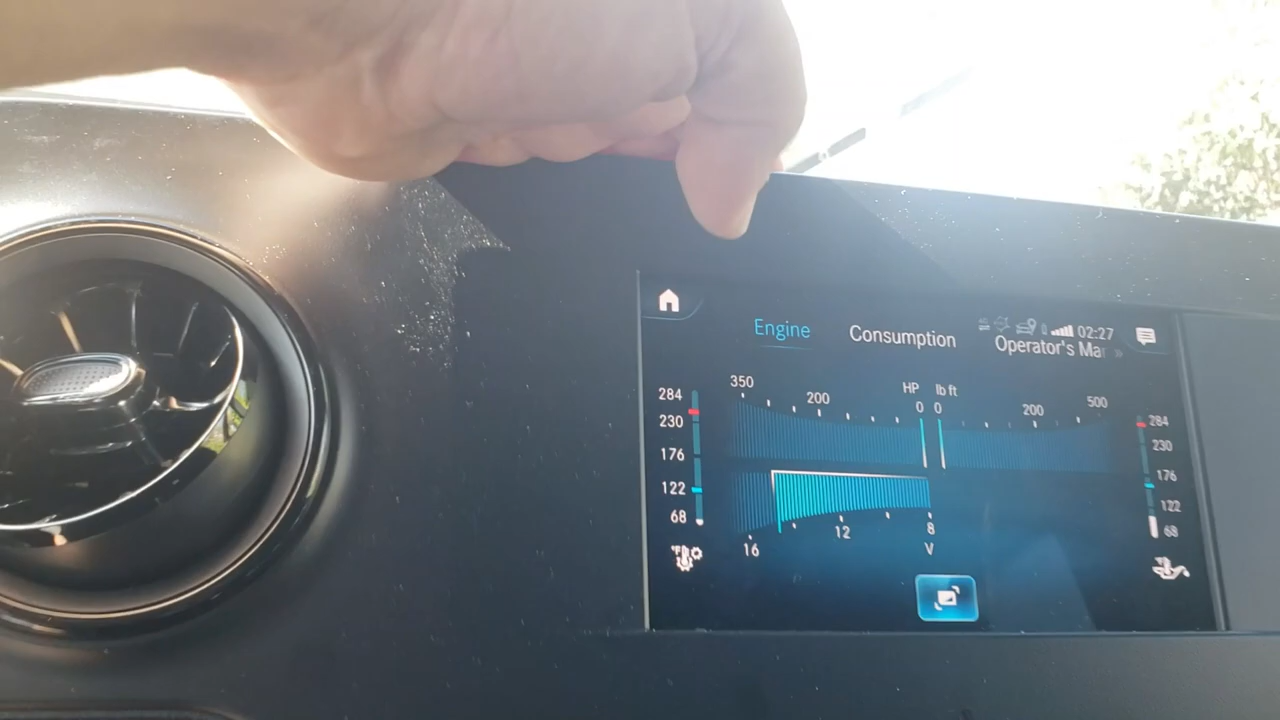 02:27
Engine Consumption Operator's Ma
284
230
176
122
68
350 200 HP 0
lb ft 0 200 500
16 12 8
V
284
230
176
122
68
°F